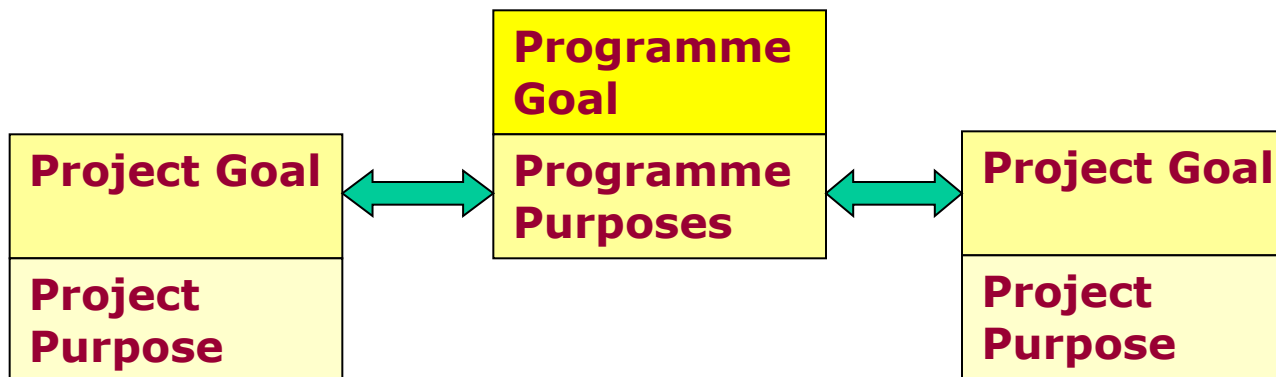 Programme
Goal
Project Goal
Programme
Purposes
Project Goal
Project
Purpose
Project
Purpose